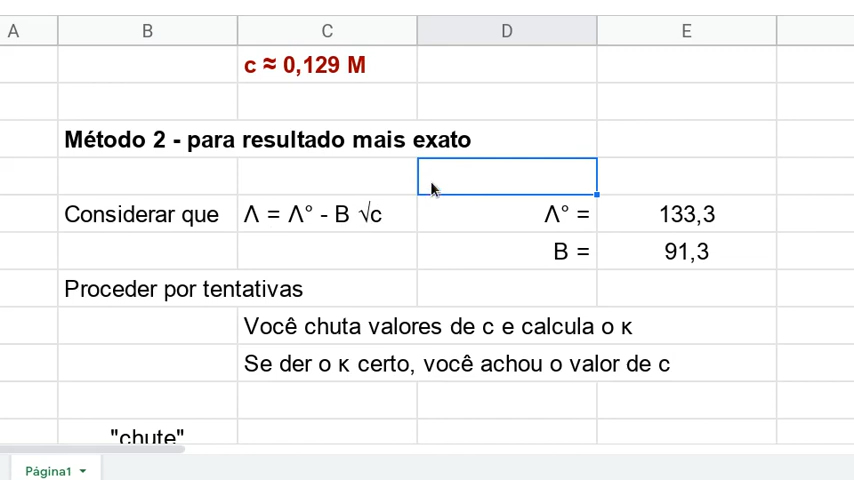 A B C D E
c ≈ 0,129 M
Método 2 - para resultado mais exato
Considerar que Λ = Λ° - B √c Λ° = 133,3
B = 91,3
Proceder por tentativas
Você chuta valores de c e calcula o κ
Se der o κ certo, você achou o valor de c
"chute"
Página1